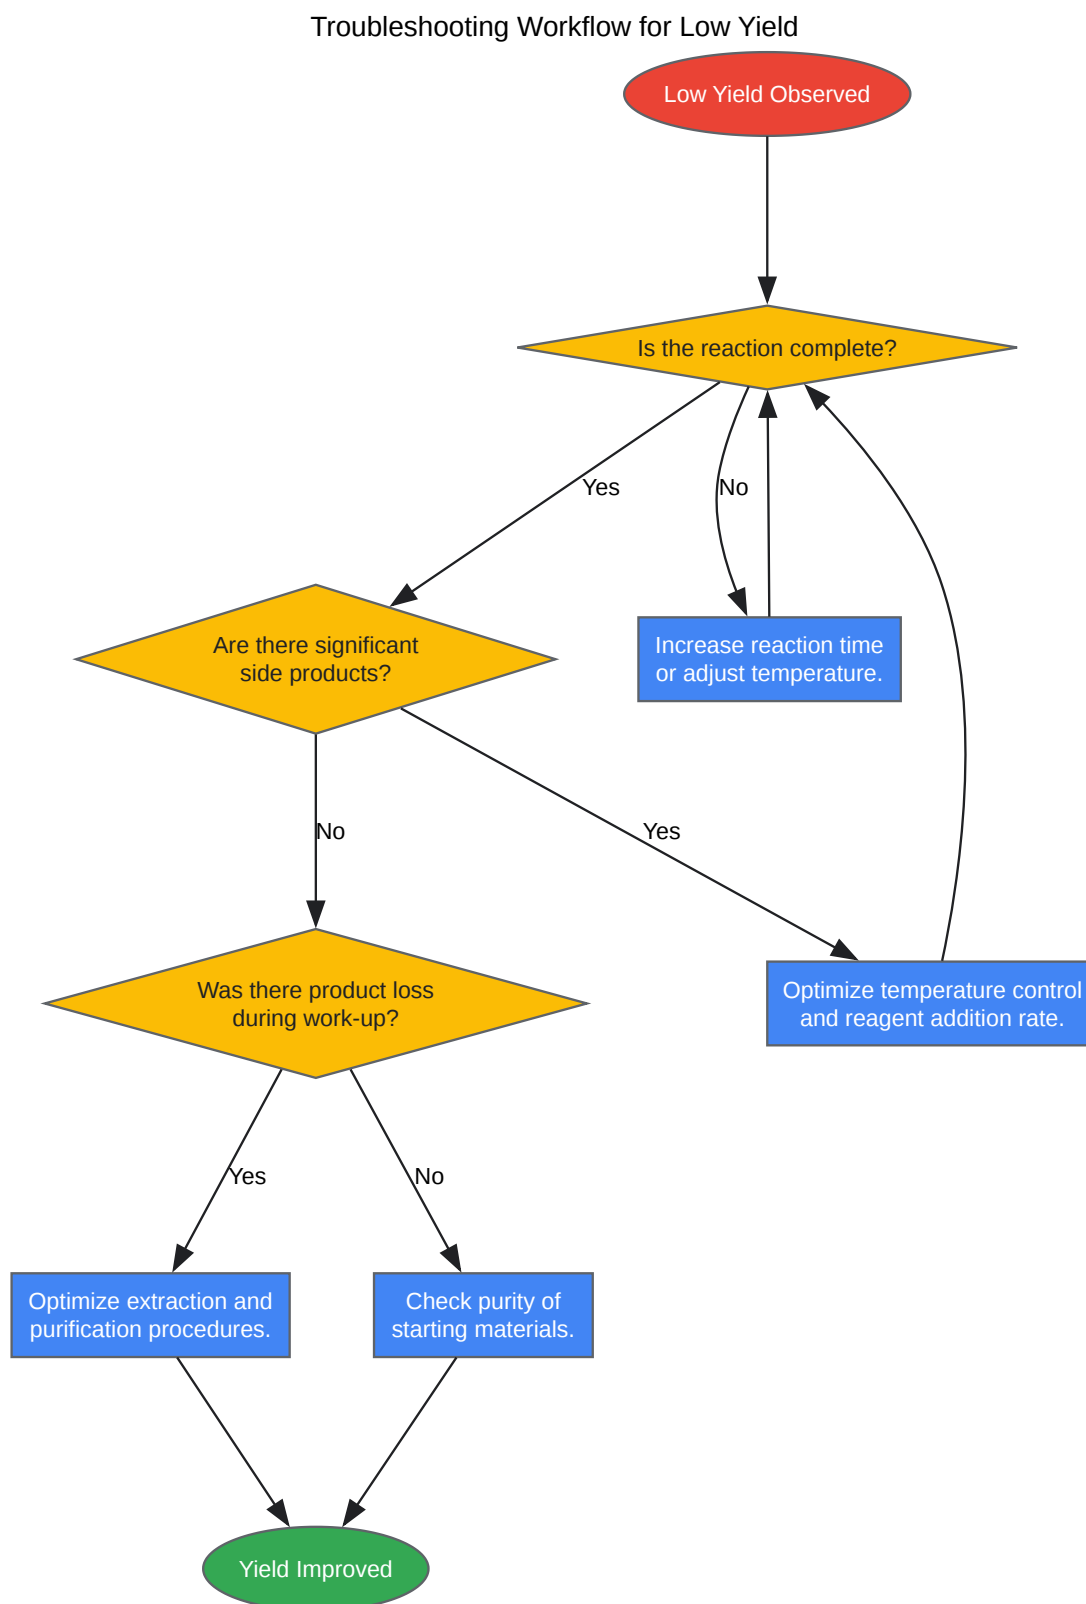 Troubleshooting Workflow for Low Yield
Low Yield Observed
Is the reaction complete?
Yes
No
Are there significant
side products?
Increase reaction time
or adjust temperature.
No
Yes
Was there product loss
during work-up?
Optimize temperature control
and reagent addition rate.
Yes
No
Optimize extraction and
purification procedures.
Check purity of
starting materials.
Yield Improved